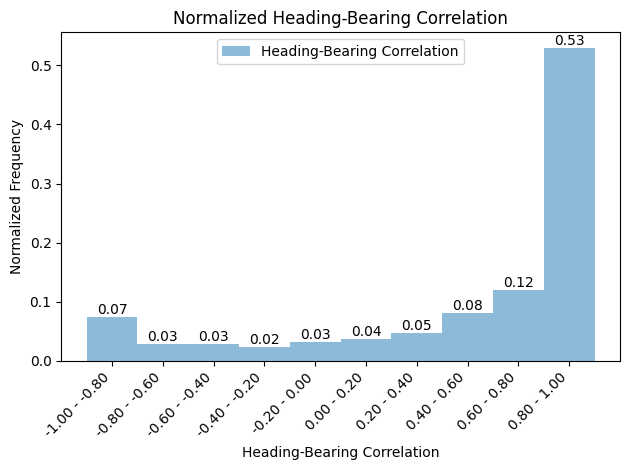 Normalized Heading-Bearing Correlation
Heading-Bearing Correlation
Normalized Frequency
0.5
0.4
0.3
0.2
0.1
0.0
0.07
0.03
0.03
0.02
0.03
0.04
0.05
0.08
0.12
0.53
-1.00 - -0.80
-0.80 - -0.60
-0.60 - -0.40
-0.40 - -0.20
-0.20 - 0.00
0.00 - 0.20
0.20 - 0.40
0.40 - 0.60
0.60 - 0.80
0.80 - 1.00
Heading-Bearing Correlation